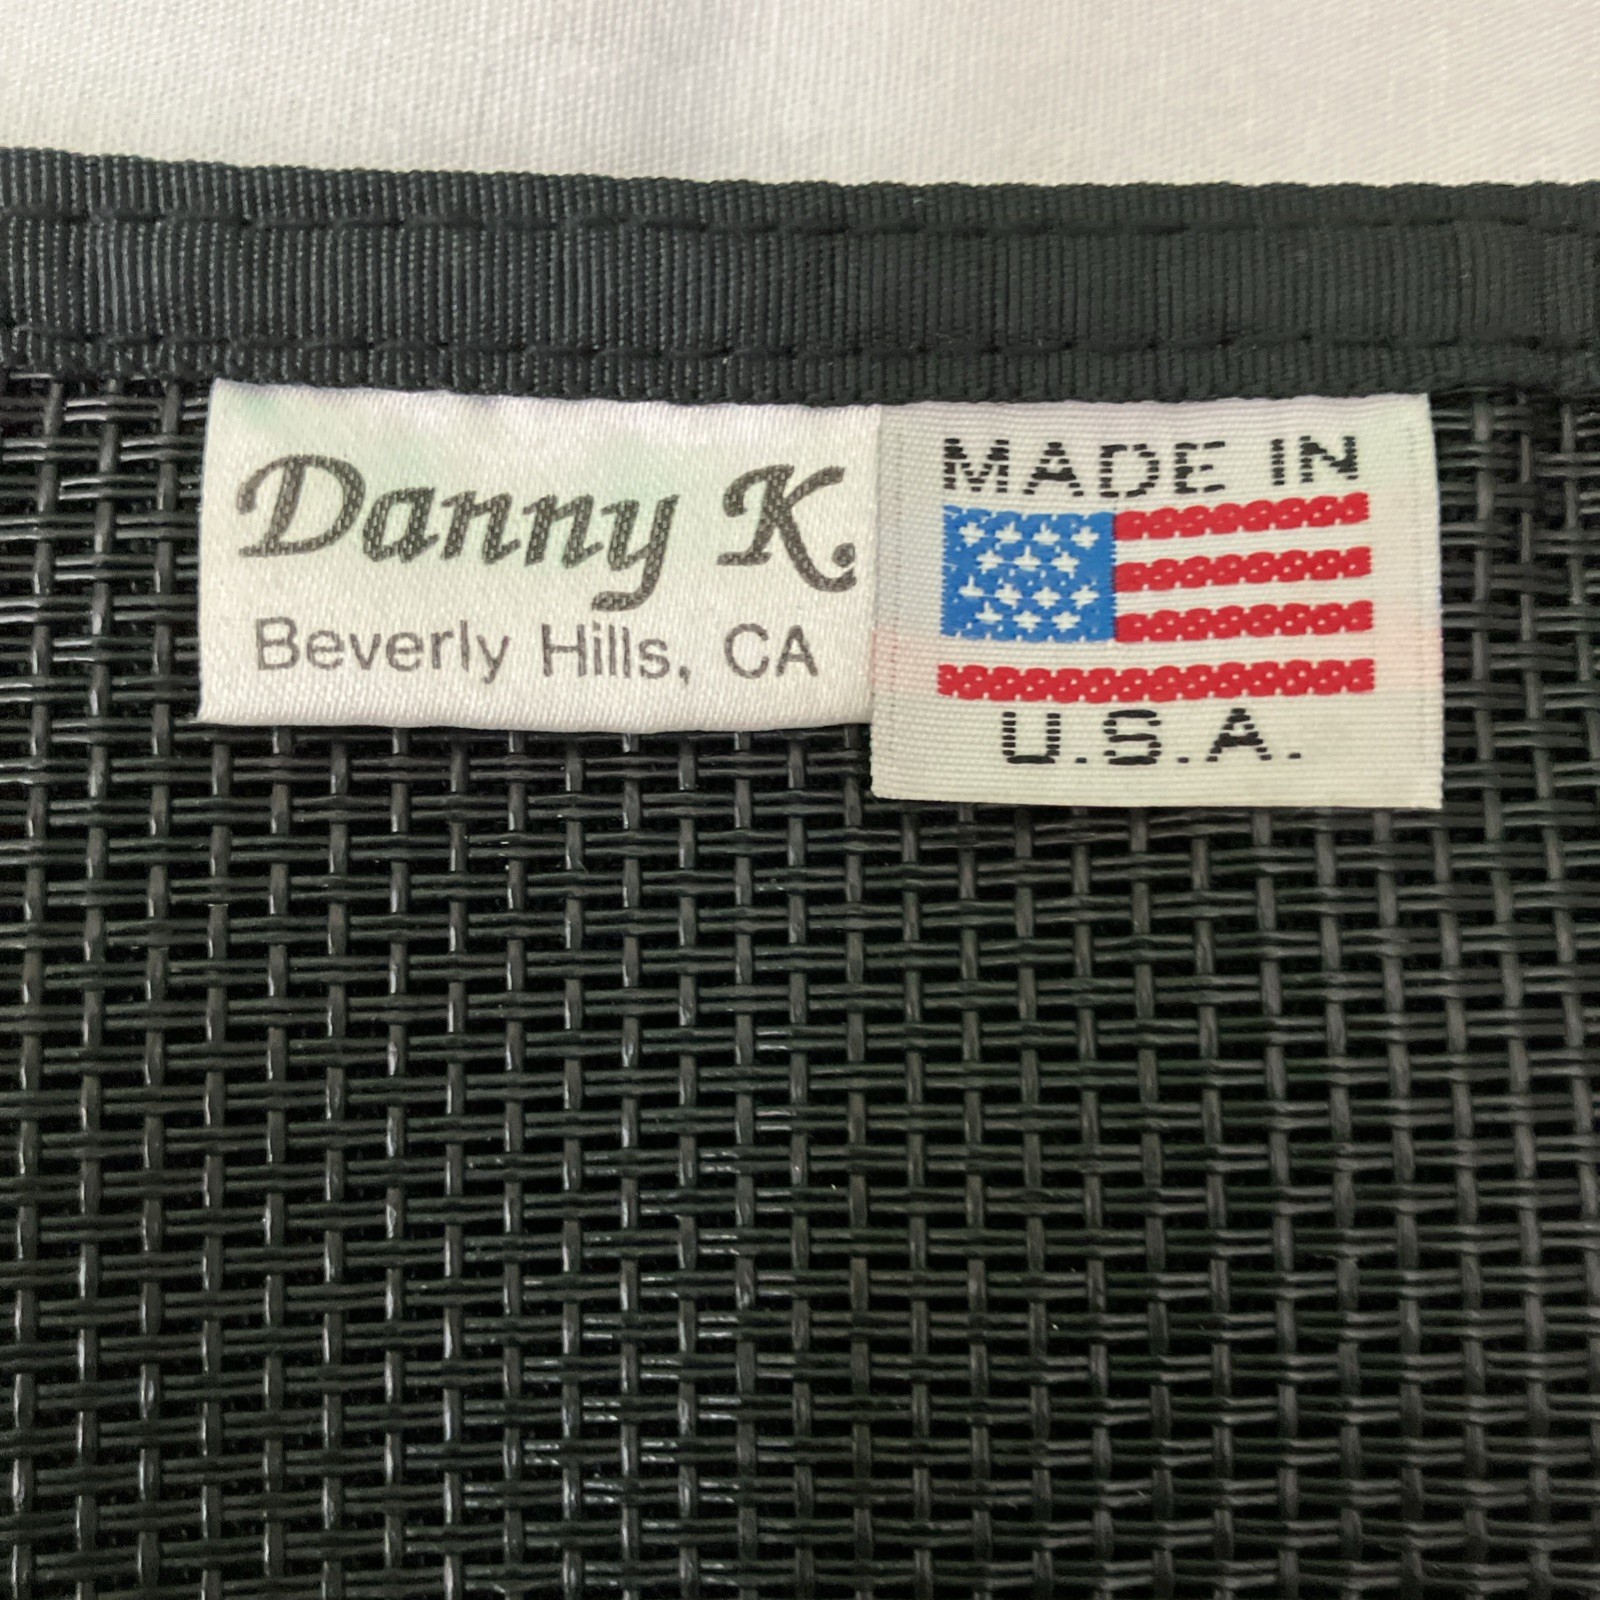 Danny K.
Beverly Hills, CA
MADE IN
U.S.A.